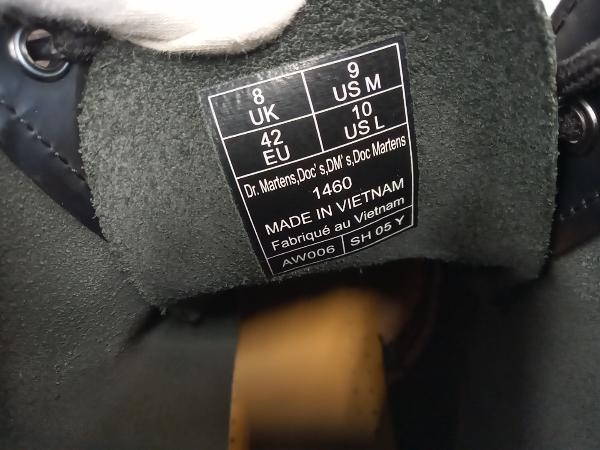 8 UK
9 US M
42 EU
10 US L
Dr. Martens,Doc' s,DM' s,Doc Martens
1460
MADE IN VIETNAM
Fabriqué au Vietnam
AW006 SH 05 Y